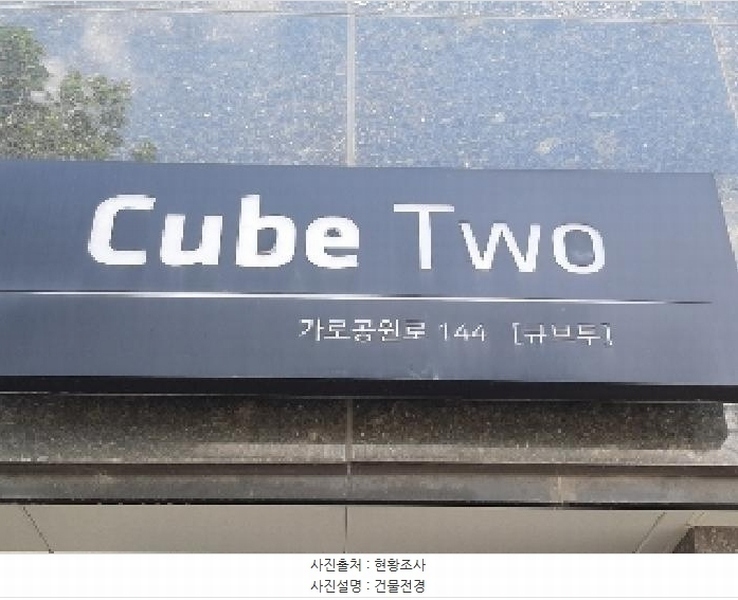 Cube Two
가로공원로 144 [큐브투]
사진출처 : 현황조사
사진설명 : 건물전경